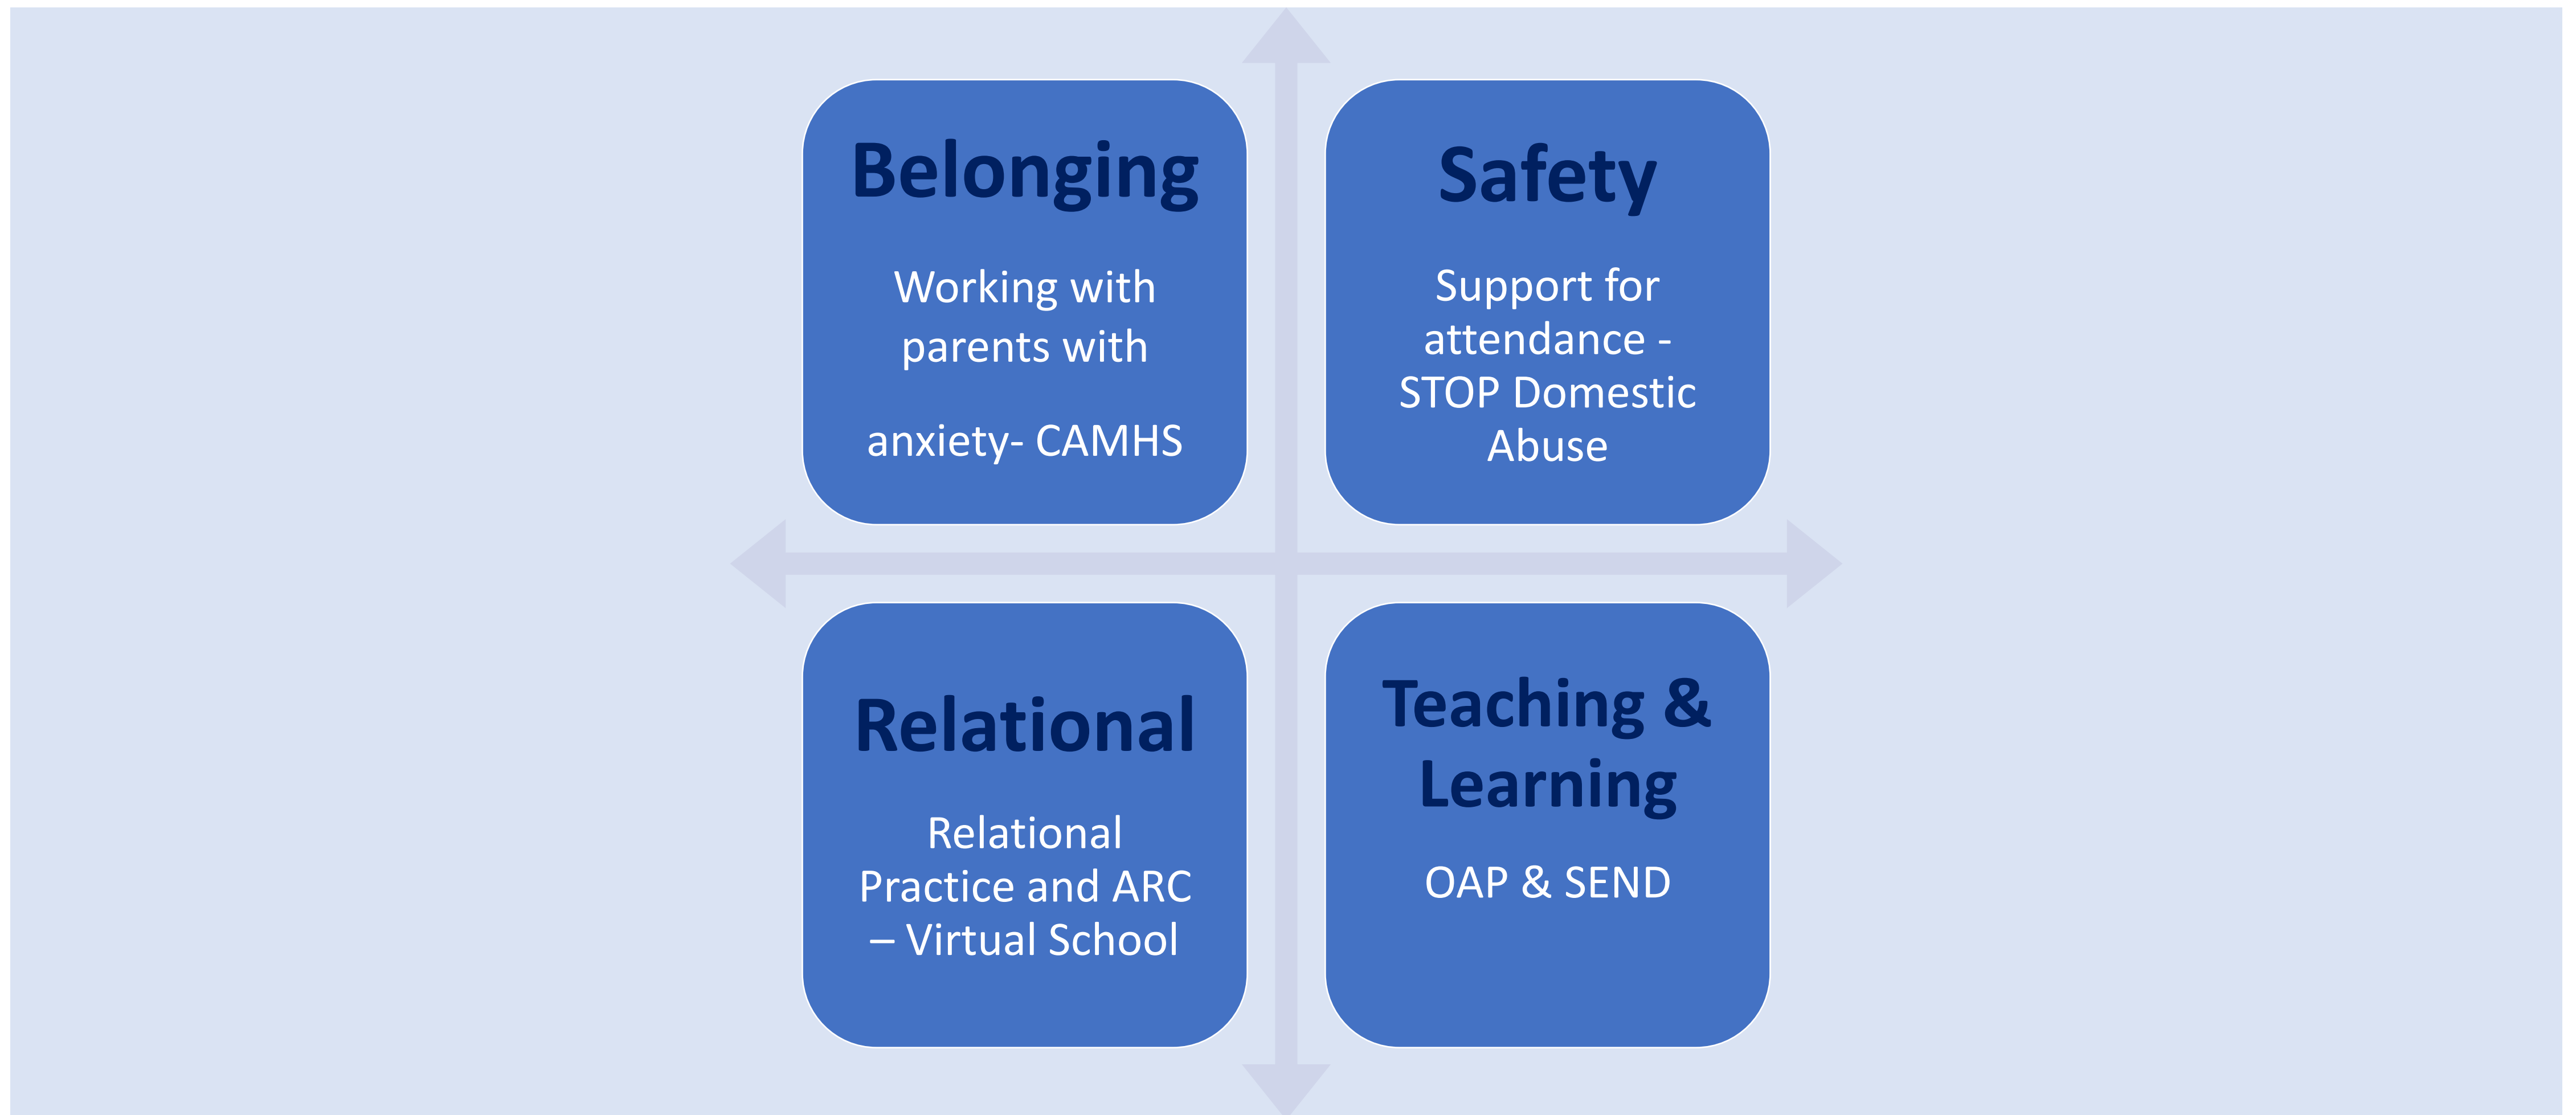 Belonging
Working with
parents with
anxiety- CAMHS
Safety
Support for
attendance -
STOP Domestic
Abuse
Relational
Relational
Practice and ARC
– Virtual School
Teaching &
Learning
OAP & SEND